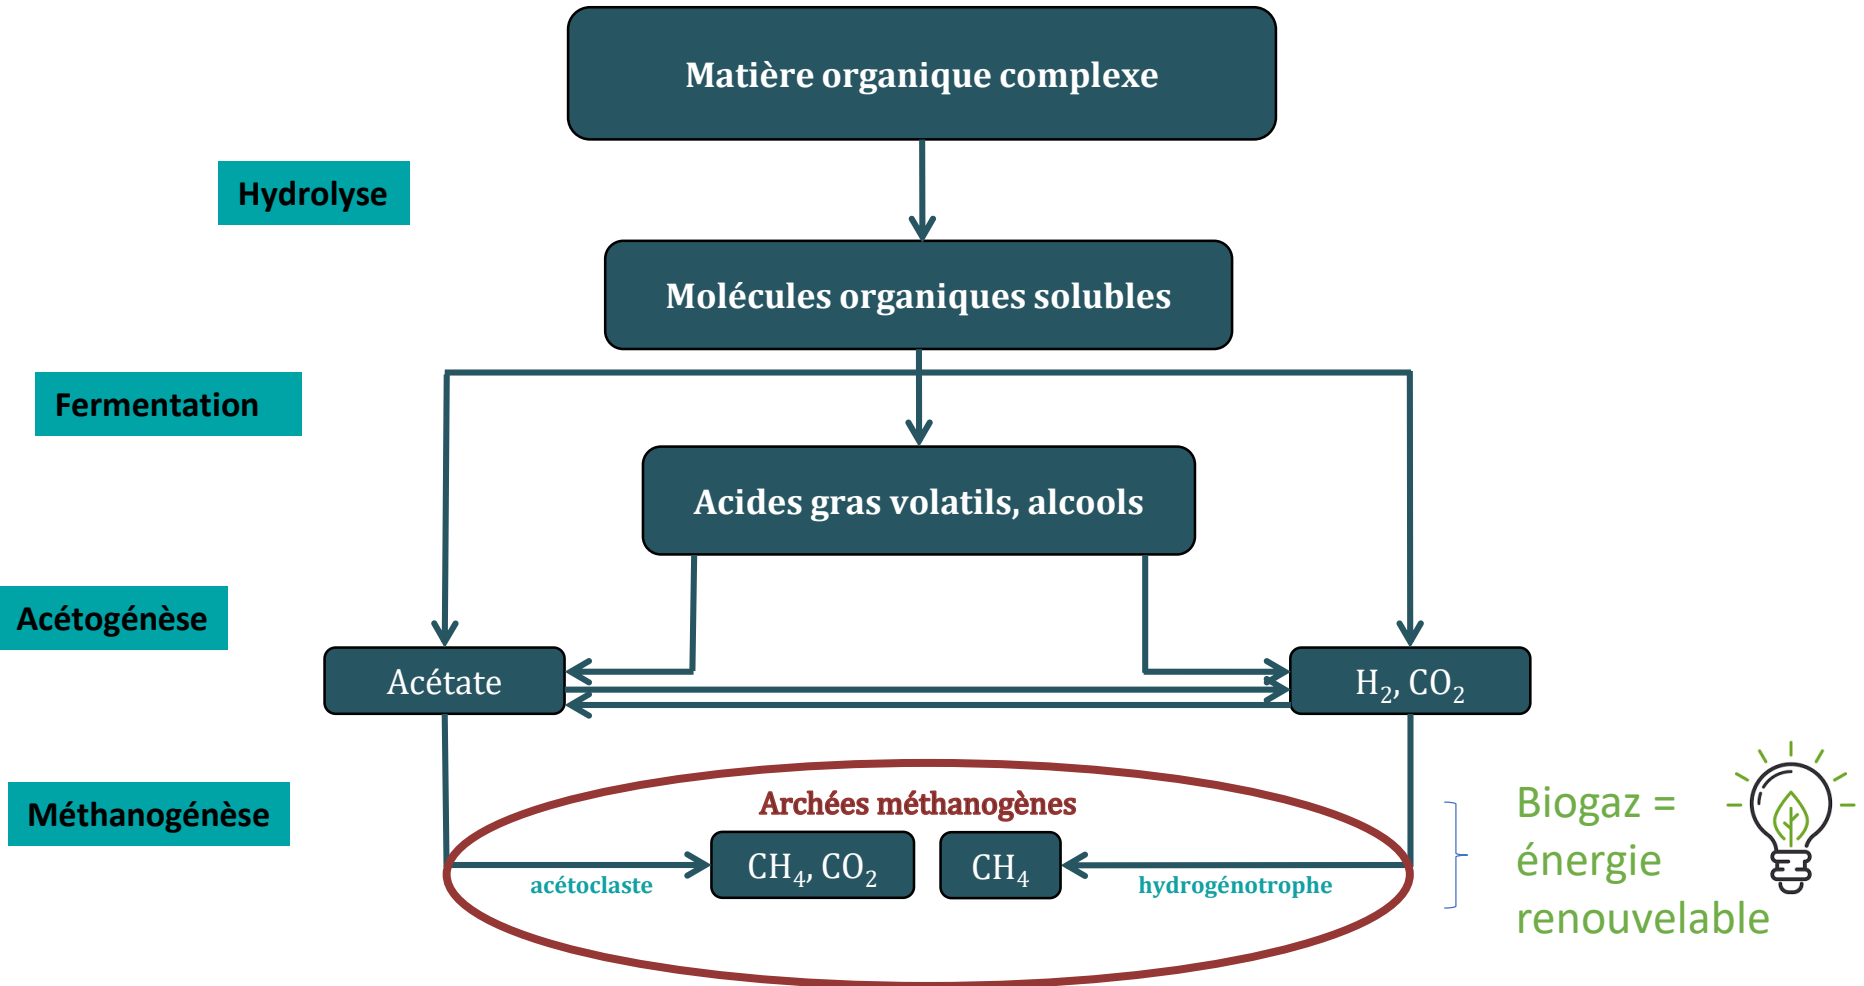 Matière organique complexe
Hydrolyse
Molécules organiques solubles
Fermentation
Acides gras volatils, alcools
Acétogénèse
Acétate
H₂, CO₂
Méthanogénèse
Archées méthanogènes
CH₄, CO₂
CH₄
acétoclaste
hydrogénotrophe
Biogaz =
énergie
renouvelable